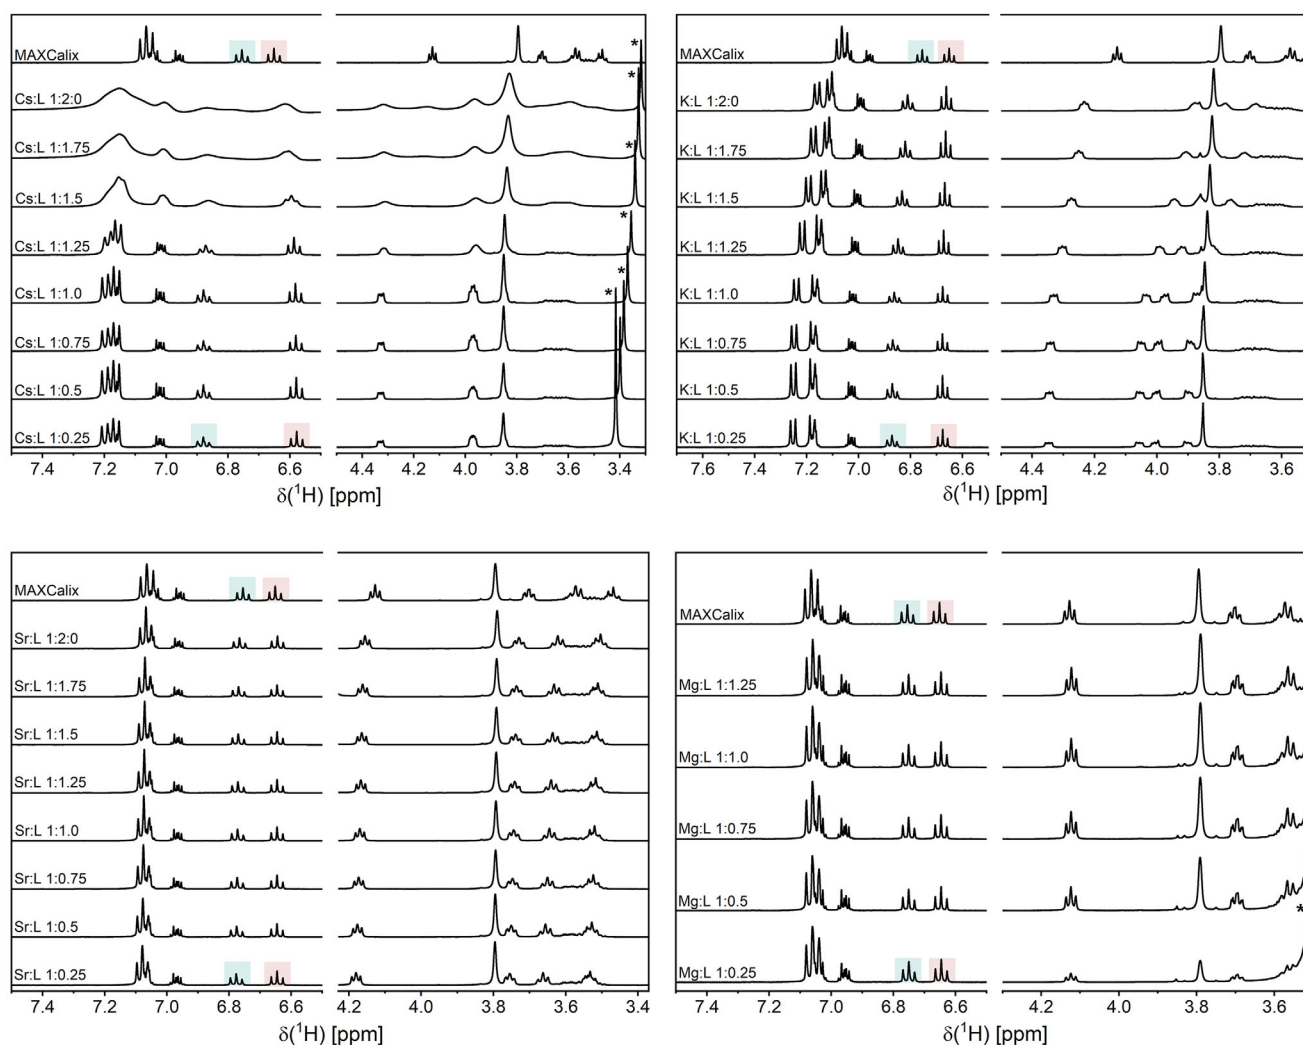 MAXCalix
*
*
Cs:L 1:2:0
Cs:L 1:1.75
*
Cs:L 1:1.5
*
Cs:L 1:1.25
*
Cs:L 1:1.0
*
*
Cs:L 1:0.75
Cs:L 1:0.5
Cs:L 1:0.25
7.4 7.0 6.6 4.4 4.2 4.0 3.8 3.6 3.4
δ(¹H) [ppm]
MAXCalix
K:L 1:2:0
K:L 1:1.75
K:L 1:1.5
K:L 1:1.25
K:L 1:1.0
K:L 1:0.75
K:L 1:0.5
K:L 1:0.25
7.6 7.4 7.2 7.0 6.8 6.6 4.4 4.2 4.0 3.8 3.6
δ(¹H) [ppm]
MAXCalix
Sr:L 1:2:0
Sr:L 1:1.75
Sr:L 1:1.5
Sr:L 1:1.25
Sr:L 1:1.0
Sr:L 1:0.75
Sr:L 1:0.5
Sr:L 1:0.25
7.4 7.0 6.6 4.2 4.0 3.8 3.6 3.4
δ(¹H) [ppm]
MAXCalix
Mg:L 1:1.25
Mg:L 1:1.0
Mg:L 1:0.75
Mg:L 1:0.5
*
Mg:L 1:0.25
7.4 7.2 7.0 6.8 6.6 4.2 4.0 3.8 3.6
δ(¹H) [ppm]